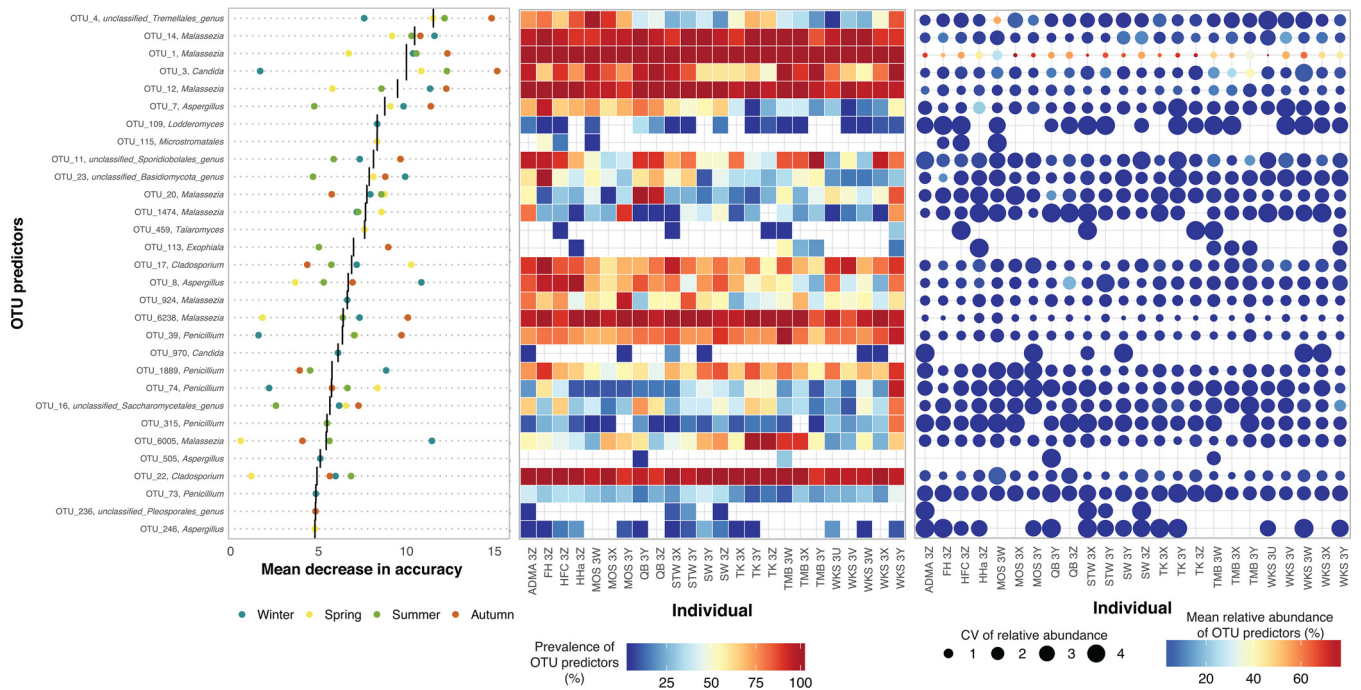 OTU predictors
OTU_4, unclassified_Tremellales_genus
OTU_14, Malassezia
OTU_1, Malassezia
OTU_3, Candida
OTU_12, Malassezia
OTU_7, Aspergillus
OTU_109, Lodderomyces
OTU_115, Microstromatales
OTU_11, unclassified_Sporidiobolales_genus
OTU_23, unclassified_Basidiomycota_genus
OTU_20, Malassezia
OTU_1474, Malassezia
OTU_459, Talaromyces
OTU_113, Exophiala
OTU_17, Cladosporium
OTU_8, Aspergillus
OTU_924, Malassezia
OTU_6238, Malassezia
OTU_39, Penicillium
OTU_970, Candida
OTU_1889, Penicillium
OTU_74, Penicillium
OTU_16, unclassified_Saccharomycetales_genus
OTU_315, Penicillium
OTU_6005, Malassezia
OTU_505, Aspergillus
OTU_22, Cladosporium
OTU_73, Penicillium
OTU_236, unclassified_Pleosporales_genus
OTU_246, Aspergillus
0 5 10 15
Mean decrease in accuracy
Winter Spring Summer Autumn
ADMA 3Z
FH 3Z
HFC 3Z
HHa 3Z
MOS 3W
MOS 3X
MOS 3Y
QB 3Y
QB 3Z
STW 3X
STW 3Y
SW 3Y
SW 3Z
TK 3X
TK 3Y
TK 3Z
TMB 3W
TMB 3X
TMB 3Y
WKS 3U
WKS 3V
WKS 3W
WKS 3X
WKS 3Y
Individual
Prevalence of
OTU predictors
(%)
25 50 75 100
ADMA 3Z
FH 3Z
HFC 3Z
HHa 3Z
MOS 3W
MOS 3X
MOS 3Y
QB 3Y
QB 3Z
STW 3X
STW 3Y
SW 3Y
SW 3Z
TK 3X
TK 3Y
TK 3Z
TMB 3W
TMB 3X
TMB 3Y
WKS 3U
WKS 3V
WKS 3W
WKS 3X
WKS 3Y
Individual
CV of relative abundance
1 2 3 4
Mean relative abundance
of OTU predictors (%)
20 40 60